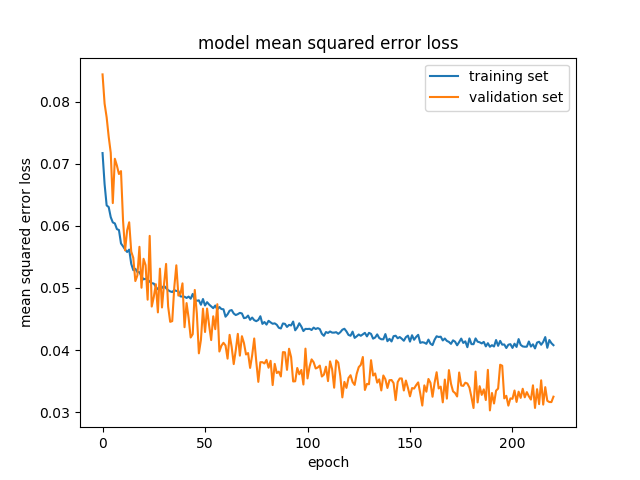 model mean squared error loss
training set
validation set
0.08
0.07
0.06
0.05
0.04
0.03
mean squared error loss
0 50 100 150 200
epoch